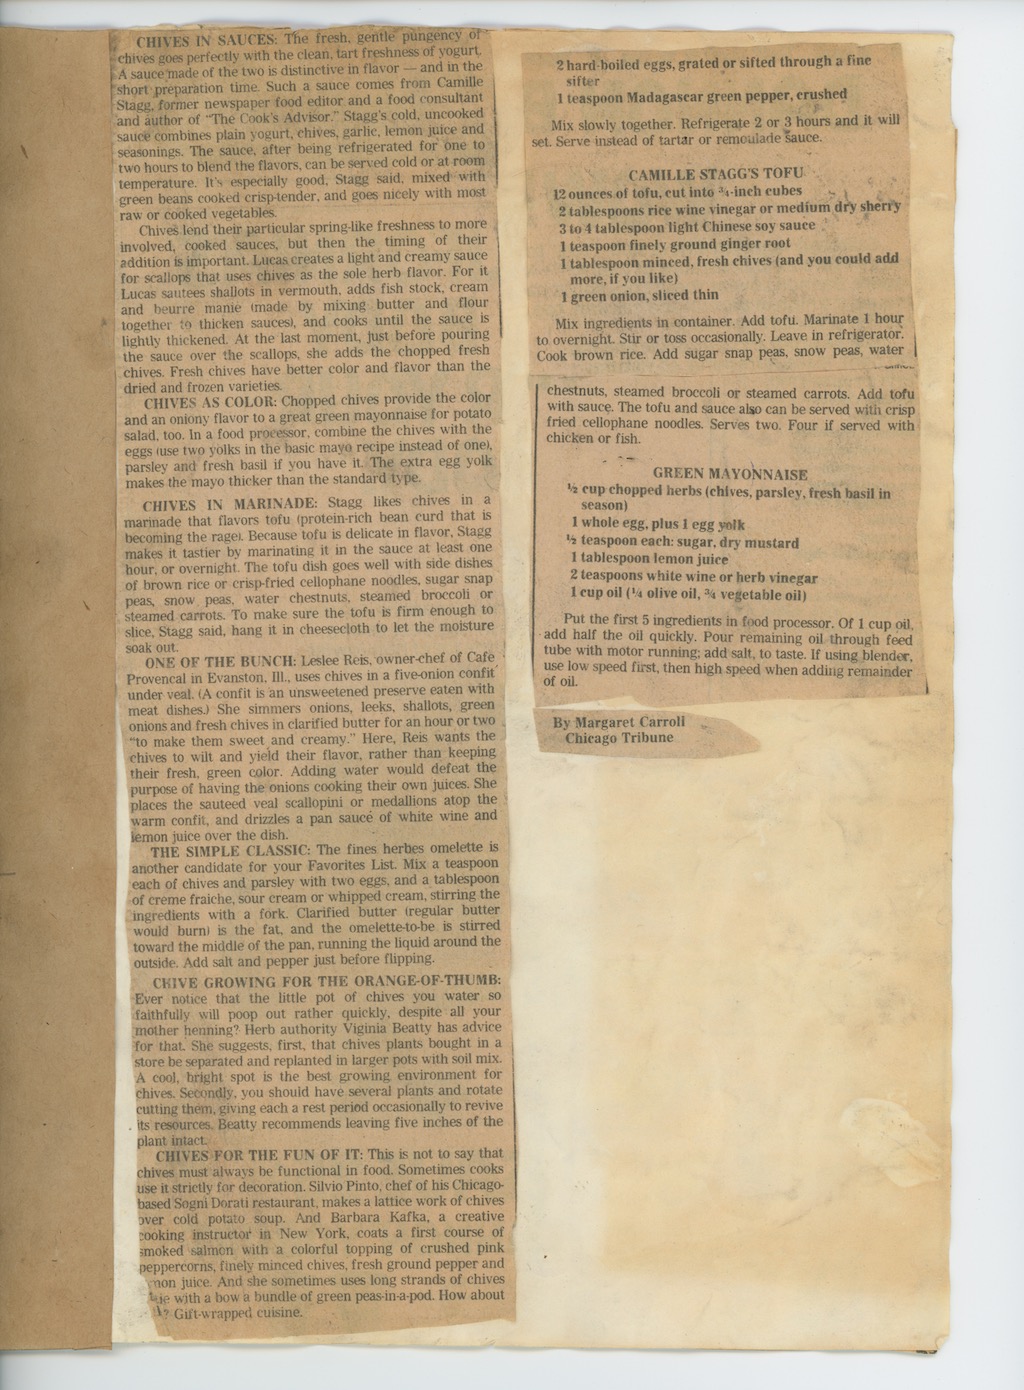 CHIVES IN SAUCES: The fresh, gentle pungency of
chives goes perfectly with the clean, tart freshness of yogurt.
A sauce made of the two is distinctive in flavor — and in the
short preparation time. Such a sauce comes from Camille
Stagg, former newspaper food editor and a food consultant
and author of "The Cook's Advisor." Stagg's cold, uncooked
sauce combines plain yogurt, chives, garlic, lemon juice and
seasonings. The sauce, after being refrigerated for one to
two hours to blend the flavors, can be served cold or at room
temperature. It's especially good, Stagg said, mixed with
green beans cooked crisp-tender, and goes nicely with most
raw or cooked vegetables.
Chives lend their particular spring-like freshness to more
involved, cooked sauces, but then the timing of their
addition is important. Lucas creates a light and creamy sauce
for scallops that uses chives as the sole herb flavor. For it
Lucas sautees shallots in vermouth, adds fish stock, cream
and beurre manie (made by mixing butter and flour
together to thicken sauces), and cooks until the sauce is
lightly thickened. At the last moment, just before pouring
the sauce over the scallops, she adds the chopped fresh
chives. Fresh chives have better color and flavor than the
dried and frozen varieties.
CHIVES AS COLOR: Chopped chives provide the color
and an oniony flavor to a great green mayonnaise for potato
salad, too. In a food processor, combine the chives with the
eggs (use two yolks in the basic mayo recipe instead of one),
parsley and fresh basil if you have it. The extra egg yolk
makes the mayo thicker than the standard type.
CHIVES IN MARINADE: Stagg likes chives in a
marinade that flavors tofu (protein-rich bean curd that is
becoming the rage). Because tofu is delicate in flavor, Stagg
makes it tastier by marinating it in the sauce at least one
hour, or overnight. The tofu dish goes well with side dishes
of brown rice or crisp-fried cellophane noodles, sugar snap
peas, snow peas, water chestnuts, steamed broccoli or
steamed carrots. To make sure the tofu is firm enough to
slice, Stagg said, hang it in cheesecloth to let the moisture
soak out.
ONE OF THE BUNCH: Leslee Reis, owner-chef of Cafe
Provencal in Evanston, Ill., uses chives in a five-onion confit
under veal. (A confit is an unsweetened preserve eaten with
meat dishes.) She simmers onions, leeks, shallots, green
onions and fresh chives in clarified butter for an hour or two
"to make them sweet and creamy." Here, Reis wants the
chives to wilt and yield their flavor, rather than keeping
their fresh, green color. Adding water would defeat the
purpose of having the onions cooking their own juices. She
places the sauteed veal scallopini or medallions atop the
warm confit, and drizzles a pan sauce of white wine and
lemon juice over the dish.
THE SIMPLE CLASSIC: The fines herbes omelette is
another candidate for your Favorites List. Mix a teaspoon
each of chives and parsley with two eggs, and a tablespoon
of creme fraiche, sour cream or whipped cream, stirring the
ingredients with a fork. Clarified butter (regular butter
would burn) is the fat, and the omelette-to-be is stirred
toward the middle of the pan, running the liquid around the
outside. Add salt and pepper just before flipping.
CHIVE GROWING FOR THE ORANGE-OF-THUMB:
Ever notice that the little pot of chives you water so
faithfully will poop out rather quickly, despite all your
mother henning? Herb authority Viginia Beatty has advice
for that. She suggests, first, that chives plants bought in a
store be separated and replanted in larger pots with soil mix.
A cool, bright spot is the best growing environment for
chives. Secondly, you should have several plants and rotate
cutting them, giving each a rest period occasionally to revive
its resources. Beatty recommends leaving five inches of the
plant intact.
CHIVES FOR THE FUN OF IT: This is not to say that
chives must always be functional in food. Sometimes cooks
use it strictly for decoration. Silvio Pinto, chef of his Chicago-
based Sogni Dorati restaurant, makes a lattice work of chives
over cold potato soup. And Barbara Kafka, a creative
cooking instructor in New York, coats a first course of
smoked salmon with a colorful topping of crushed pink
peppercorns, finely minced chives, fresh ground pepper and
mon juice. And she sometimes uses long strands of chives
with a bow a bundle of green peas-in-a-pod. How about
? Gift-wrapped cuisine.
2 hard-boiled eggs, grated or sifted through a fine
sifter
1 teaspoon Madagascar green pepper, crushed
Mix slowly together. Refrigerate 2 or 3 hours and it will
set. Serve instead of tartar or remoulade sauce.
CAMILLE STAGG'S TOFU
12 ounces of tofu, cut into ¾-inch cubes
2 tablespoons rice wine vinegar or medium dry sherry
3 to 4 tablespoon light Chinese soy sauce
1 teaspoon finely ground ginger root
1 tablespoon minced, fresh chives (and you could add
more, if you like)
1 green onion, sliced thin
Mix ingredients in container. Add tofu. Marinate 1 hour
to overnight. Stir or toss occasionally. Leave in refrigerator.
Cook brown rice. Add sugar snap peas, snow peas, water
chestnuts, steamed broccoli or steamed carrots. Add tofu
with sauce. The tofu and sauce also can be served with crisp
fried cellophane noodles. Serves two. Four if served with
chicken or fish.
GREEN MAYONNAISE
½ cup chopped herbs (chives, parsley, fresh basil in
season)
1 whole egg, plus 1 egg yolk
½ teaspoon each: sugar, dry mustard
1 tablespoon lemon juice
2 teaspoons white wine or herb vinegar
1 cup oil (¼ olive oil, ¾ vegetable oil)
Put the first 5 ingredients in food processor. Of 1 cup oil,
add half the oil quickly. Pour remaining oil through feed
tube with motor running; add salt, to taste. If using blender,
use low speed first, then high speed when adding remainder
of oil.
By Margaret Carroll
Chicago Tribune